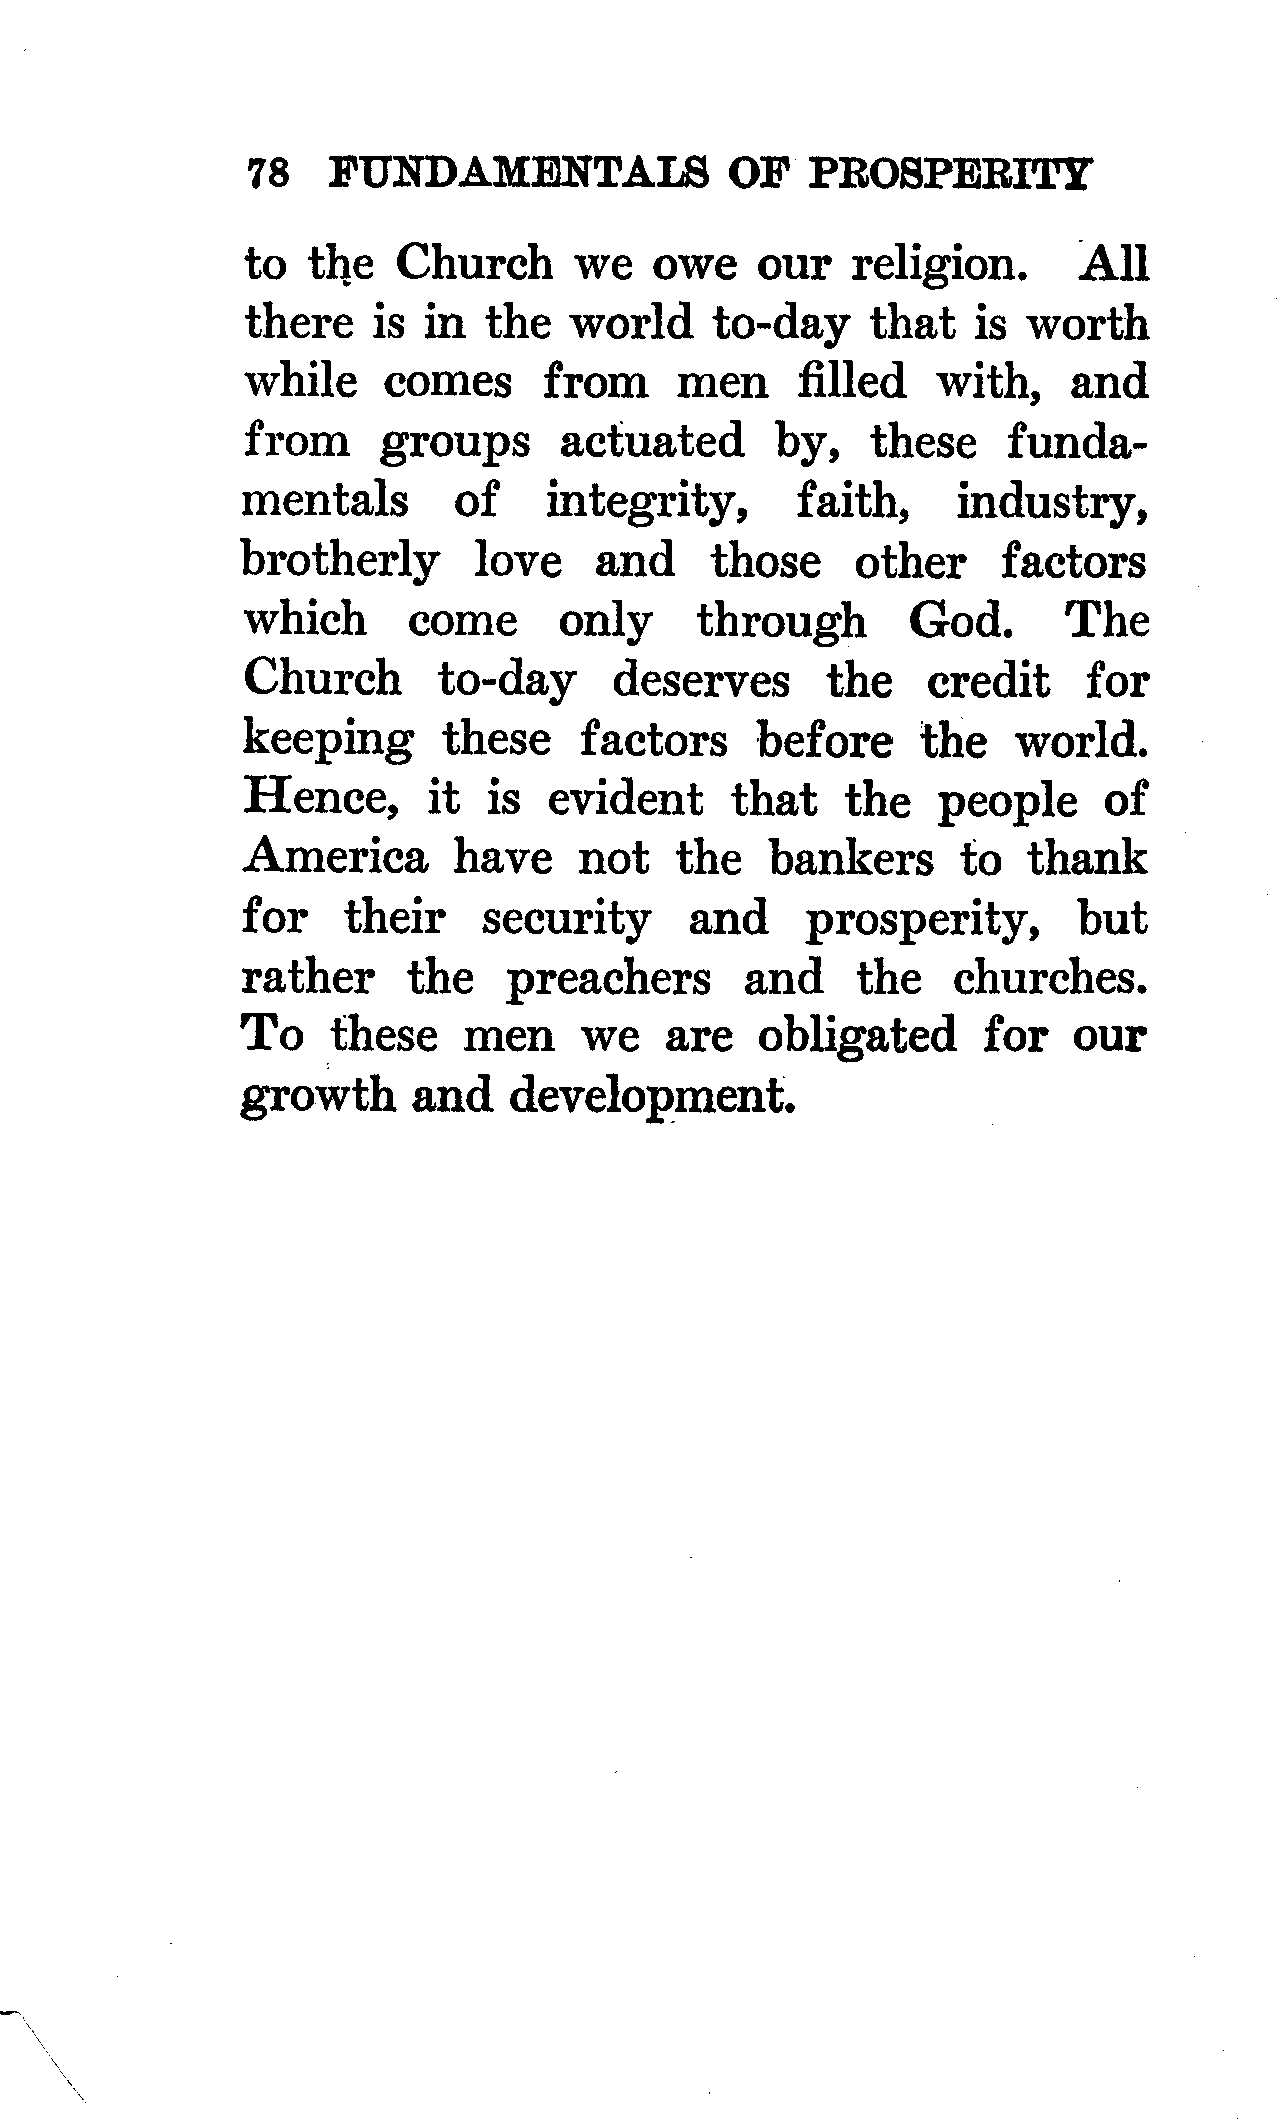 78 FUNDAMENTALS OF PROSPERITY
to the Church we owe our religion. All
there is in the world to-day that is worth
while comes from men filled with, and
from groups actuated by, these funda-
mentals of integrity, faith, industry,
brotherly love and those other factors
which come only through God. The
Church to-day deserves the credit for
keeping these factors before the world.
Hence, it is evident that the people of
America have not the bankers to thank
for their security and prosperity, but
rather the preachers and the churches.
To these men we are obligated for our
growth and development.